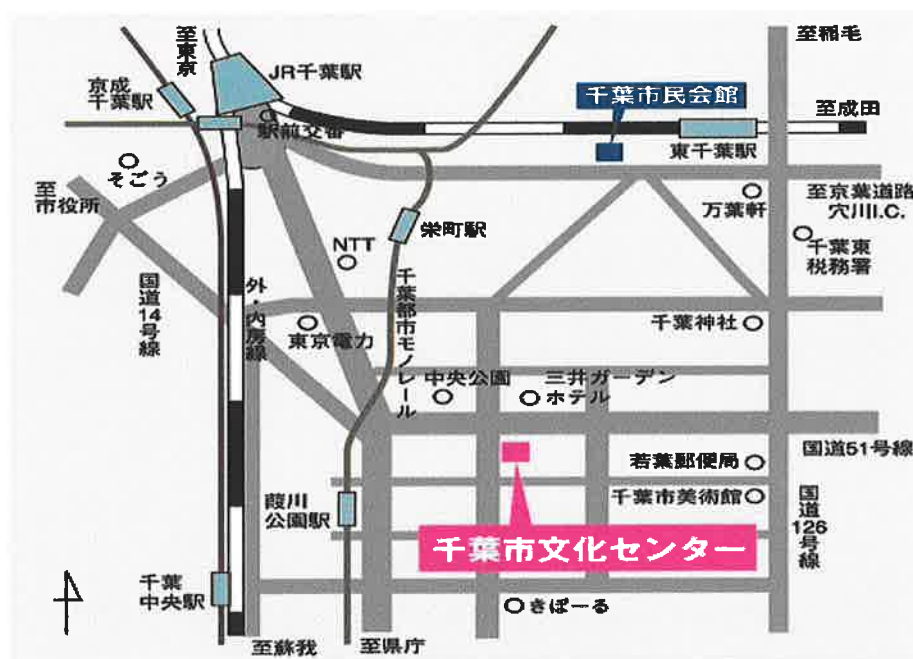 至東京
至稲毛
JR千葉駅
京成
千葉駅
千葉市民会館
至成田
駅前交番
東千葉駅
そごう
至
市役所
万葉軒
至京葉道路
穴川I.C.
栄町駅
NTT
千葉東
税務署
国道14号線
外・内房線
千葉都市モノレール
東京電力
千葉神社
中央公園
三井ガーデン
ホテル
国道51号線
若葉郵便局
葭川
公園駅
千葉市美術館
国道126号線
千葉市文化センター
千葉
中央駅
きぼーる
至蘇我
至県庁